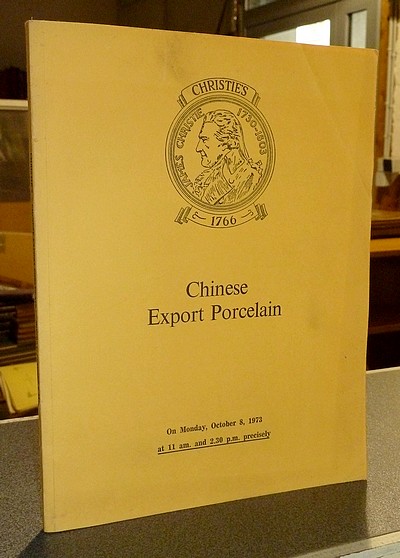 CHRISTIE'S
JAMES CHRISTIE 1730-1803
1766
Chinese
Export Porcelain
On Monday, October 8, 1973
at 11 am. and 2.30 p.m. precisely